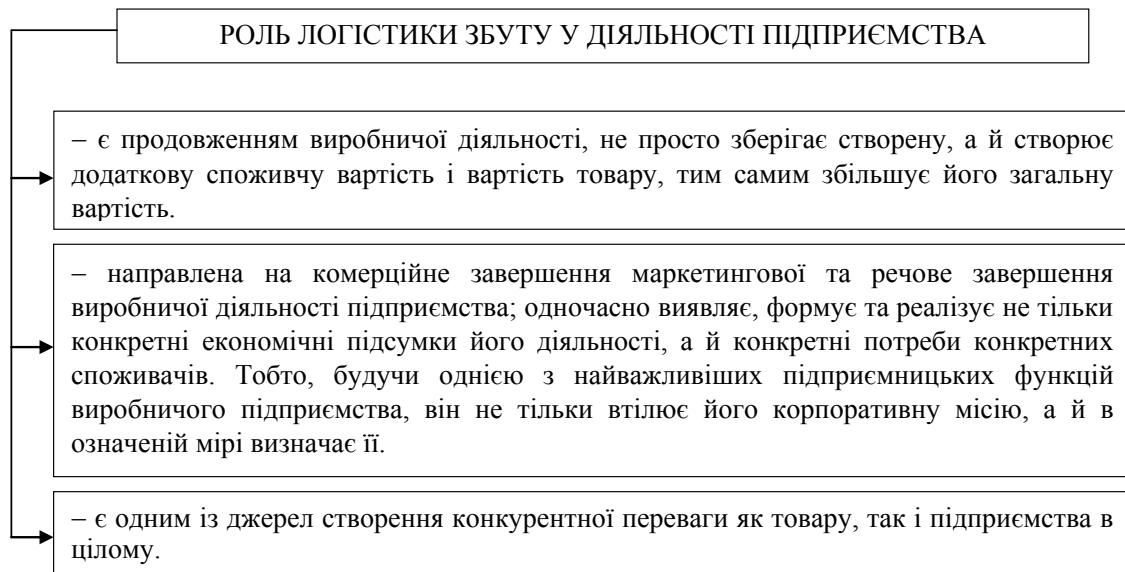 РОЛЬ ЛОГІСТИКИ ЗБУТУ У ДІЯЛЬНОСТІ ПІДПРИЄМСТВА
– є продовженням виробничої діяльності, не просто зберігає створену, а й створює
додаткову споживчу вартість і вартість товару, тим самим збільшує його загальну
вартість.
– направлена на комерційне завершення маркетингової та речове завершення
виробничої діяльності підприємства; одночасно виявляє, формує та реалізує не тільки
конкретні економічні підсумки його діяльності, а й конкретні потреби конкретних
споживачів. Тобто, будучи однією з найважливіших підприємницьких функцій
виробничого підприємства, він не тільки втілює його корпоративну місію, а й в
означеній мірі визначає її.
– є одним із джерел створення конкурентної переваги як товару, так і підприємства в
цілому.